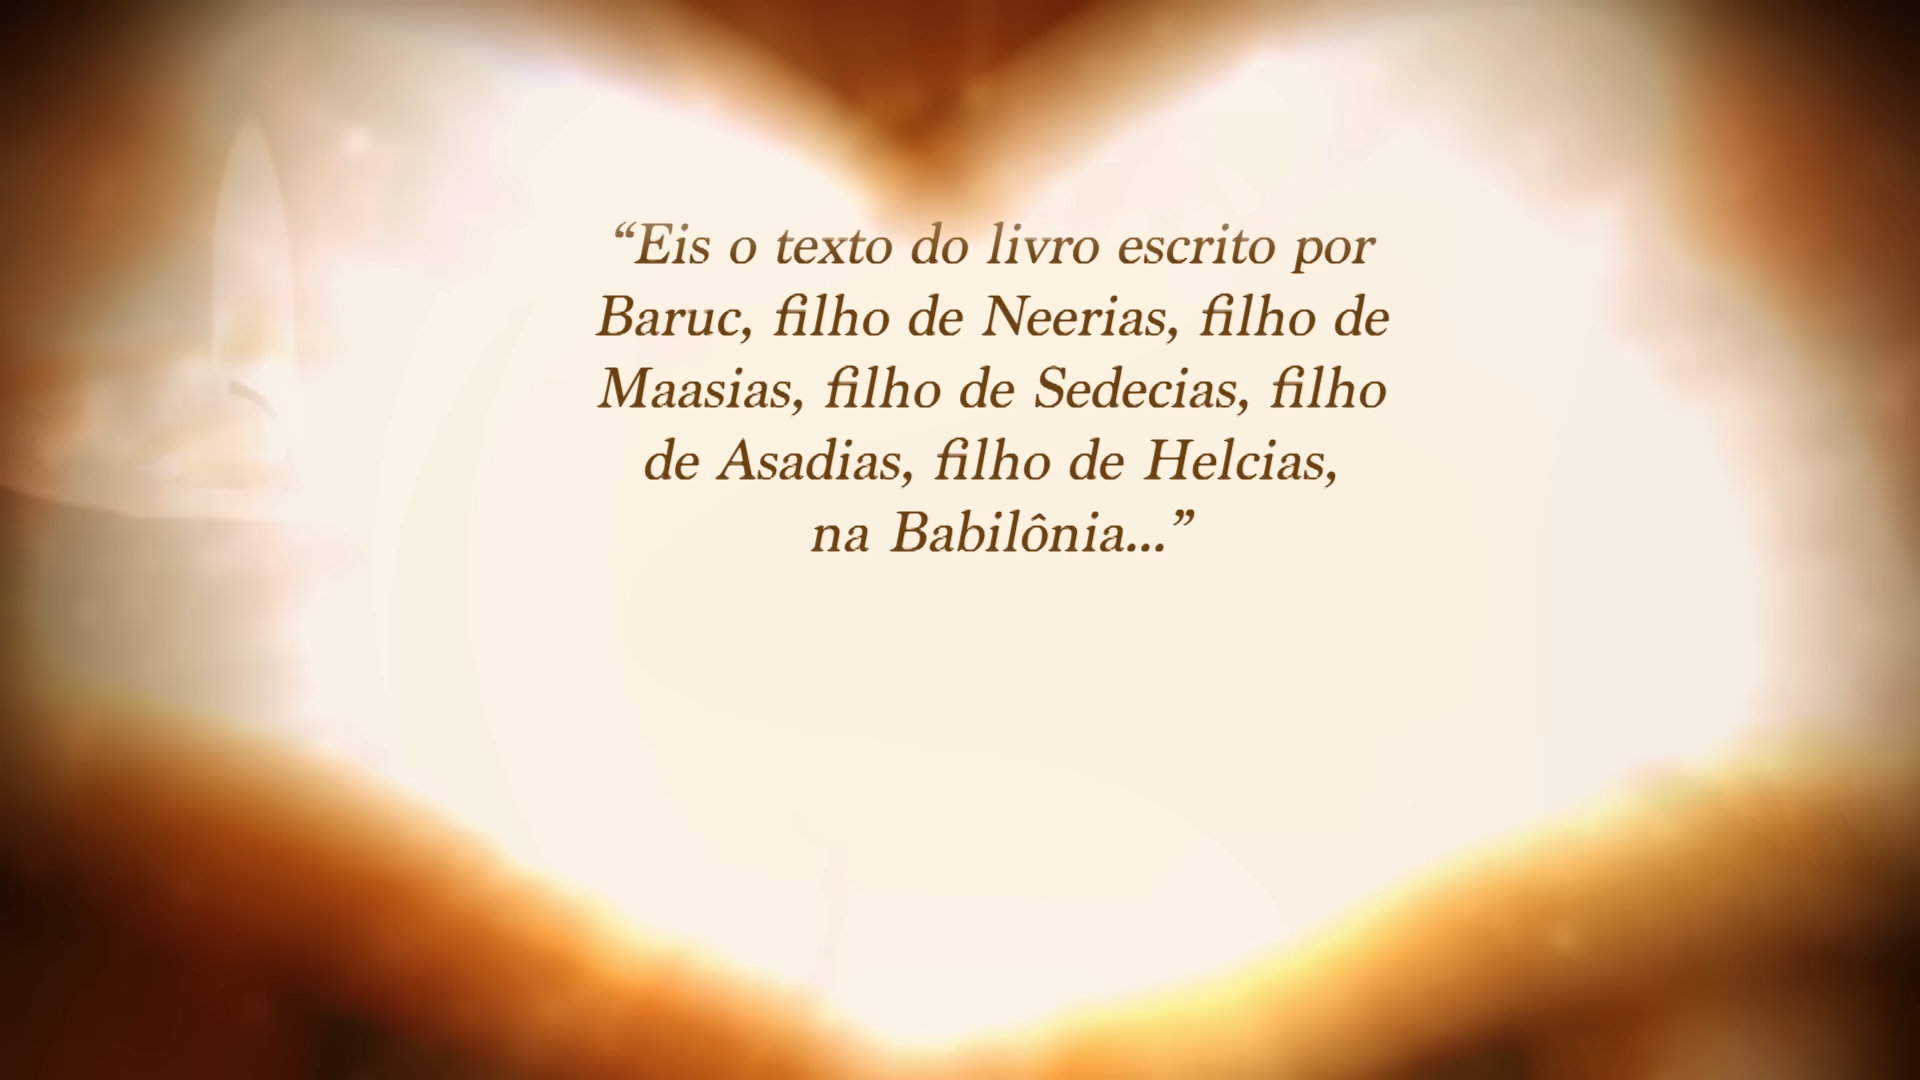 “Eis o texto do livro escrito por
Baruc, filho de Neerias, filho de
Maasias, filho de Sedecias, filho
de Asadias, filho de Helcias,
na Babilônia...”